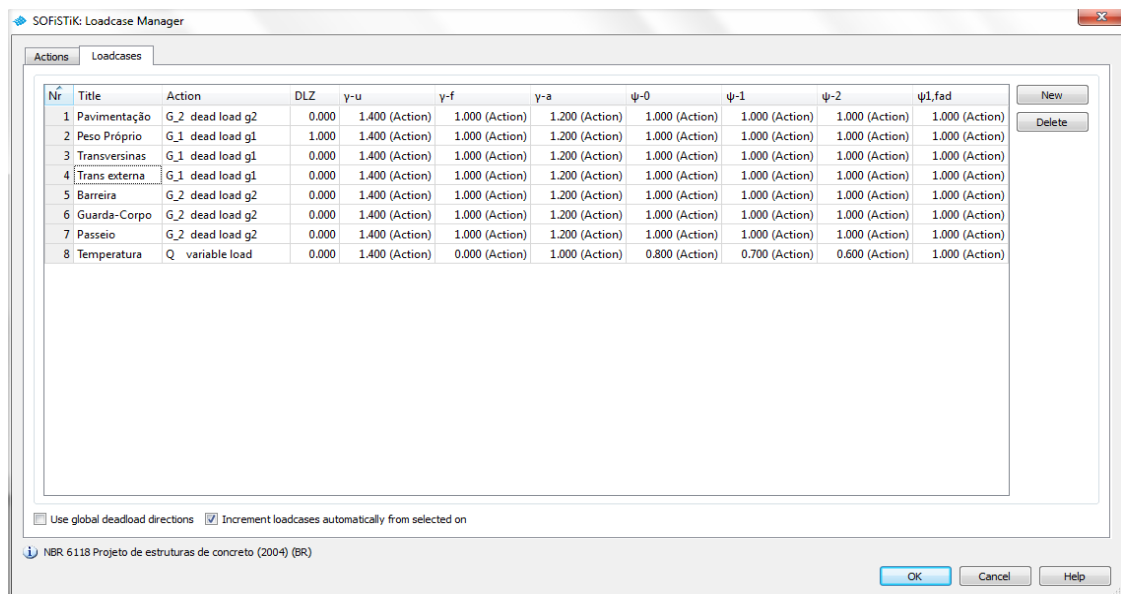 SOFiSTiK: Loadcase Manager
Actions Loadcases
Nr Title Action DLZ γ-u γ-f γ-a ψ-0 ψ-1 ψ-2 ψ1,fad
1 Pavimentação G_2 dead load g2 0.000 1.400 (Action) 1.000 (Action) 1.200 (Action) 1.000 (Action) 1.000 (Action) 1.000 (Action) 1.000 (Action)
2 Peso Próprio G_1 dead load g1 1.000 1.400 (Action) 1.000 (Action) 1.200 (Action) 1.000 (Action) 1.000 (Action) 1.000 (Action) 1.000 (Action)
3 Transversinas G_1 dead load g1 0.000 1.400 (Action) 1.000 (Action) 1.200 (Action) 1.000 (Action) 1.000 (Action) 1.000 (Action) 1.000 (Action)
4 Trans externa G_1 dead load g1 0.000 1.400 (Action) 1.000 (Action) 1.200 (Action) 1.000 (Action) 1.000 (Action) 1.000 (Action) 1.000 (Action)
5 Barreira G_2 dead load g2 0.000 1.400 (Action) 1.000 (Action) 1.200 (Action) 1.000 (Action) 1.000 (Action) 1.000 (Action) 1.000 (Action)
6 Guarda-Corpo G_2 dead load g2 0.000 1.400 (Action) 1.000 (Action) 1.200 (Action) 1.000 (Action) 1.000 (Action) 1.000 (Action) 1.000 (Action)
7 Passeio G_2 dead load g2 0.000 1.400 (Action) 1.000 (Action) 1.200 (Action) 1.000 (Action) 1.000 (Action) 1.000 (Action) 1.000 (Action)
8 Temperatura Q variable load 0.000 1.400 (Action) 0.000 (Action) 1.000 (Action) 0.800 (Action) 0.700 (Action) 0.600 (Action) 1.000 (Action)
New
Delete
Use global deadload directions Increment loadcases automatically from selected on
NBR 6118 Projeto de estruturas de concreto (2004) (BR)
OK Cancel Help